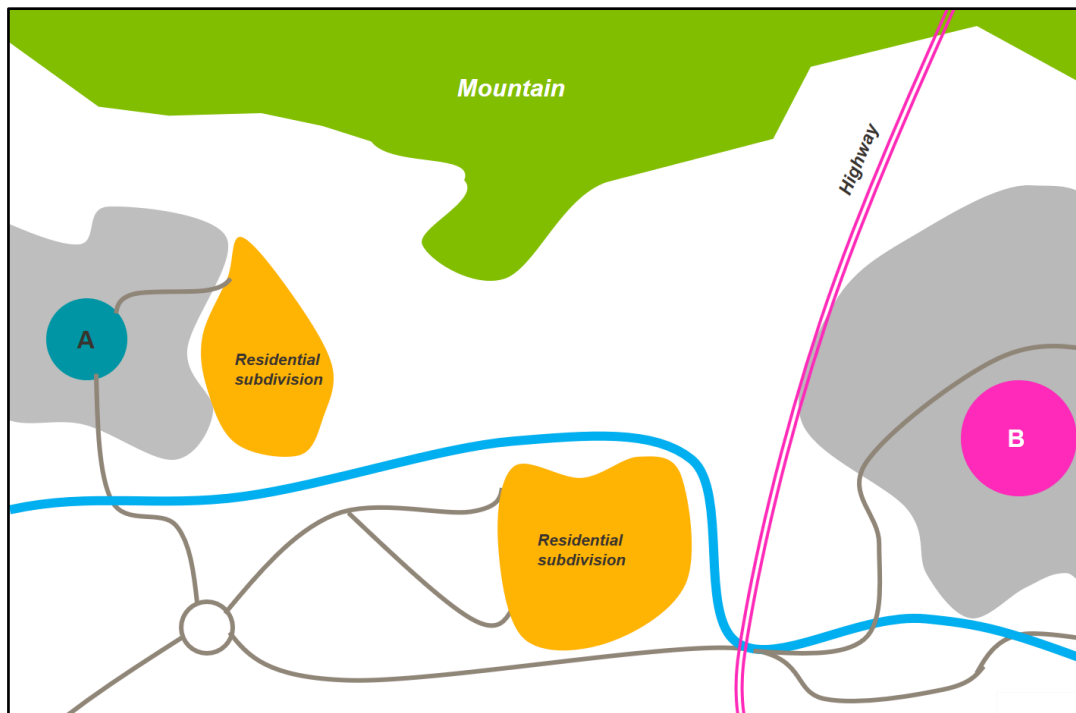 Mountain
Highway
A
Residential
subdivision
B
Residential
subdivision